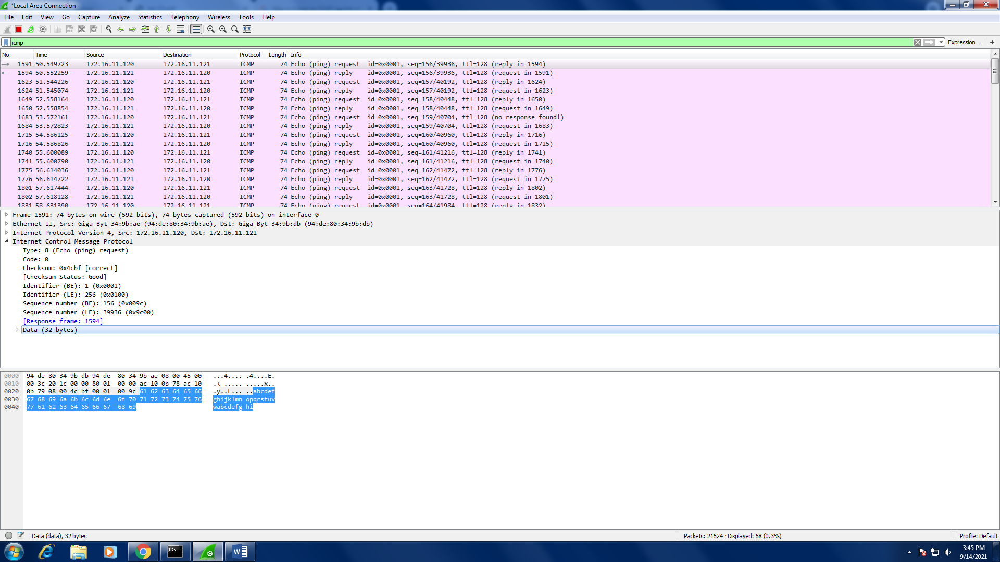 *Local Area Connection
File Edit View Go Capture Analyze Statistics Telephony Wireless Tools Help
icmp Expression... +
No. Time Source Destination Protocol Length Info
1591 50.549723 172.16.11.120 172.16.11.121 ICMP 74 Echo (ping) request id=0x0001, seq=156/39936, ttl=128 (reply in 1594)
1594 50.552259 172.16.11.121 172.16.11.120 ICMP 74 Echo (ping) reply id=0x0001, seq=156/39936, ttl=128 (request in 1591)
1623 51.544226 172.16.11.120 172.16.11.121 ICMP 74 Echo (ping) request id=0x0001, seq=157/40192, ttl=128 (reply in 1624)
1624 51.545074 172.16.11.121 172.16.11.120 ICMP 74 Echo (ping) reply id=0x0001, seq=157/40192, ttl=128 (request in 1623)
1649 52.558164 172.16.11.120 172.16.11.121 ICMP 74 Echo (ping) request id=0x0001, seq=158/40448, ttl=128 (reply in 1650)
1650 52.558854 172.16.11.121 172.16.11.120 ICMP 74 Echo (ping) reply id=0x0001, seq=158/40448, ttl=128 (request in 1649)
1683 53.572161 172.16.11.120 172.16.11.121 ICMP 74 Echo (ping) request id=0x0001, seq=159/40704, ttl=128 (no response found!)
1684 53.572823 172.16.11.121 172.16.11.120 ICMP 74 Echo (ping) reply id=0x0001, seq=159/40704, ttl=128 (request in 1683)
1715 54.586125 172.16.11.120 172.16.11.121 ICMP 74 Echo (ping) request id=0x0001, seq=160/40960, ttl=128 (reply in 1716)
1716 54.586826 172.16.11.121 172.16.11.120 ICMP 74 Echo (ping) reply id=0x0001, seq=160/40960, ttl=128 (request in 1715)
1740 55.600089 172.16.11.120 172.16.11.121 ICMP 74 Echo (ping) request id=0x0001, seq=161/41216, ttl=128 (reply in 1741)
1741 55.600790 172.16.11.121 172.16.11.120 ICMP 74 Echo (ping) reply id=0x0001, seq=161/41216, ttl=128 (request in 1740)
1775 56.614036 172.16.11.120 172.16.11.121 ICMP 74 Echo (ping) request id=0x0001, seq=162/41472, ttl=128 (reply in 1776)
1776 56.614722 172.16.11.121 172.16.11.120 ICMP 74 Echo (ping) reply id=0x0001, seq=162/41472, ttl=128 (request in 1775)
1801 57.617444 172.16.11.120 172.16.11.121 ICMP 74 Echo (ping) request id=0x0001, seq=163/41728, ttl=128 (reply in 1802)
1802 57.618128 172.16.11.121 172.16.11.120 ICMP 74 Echo (ping) reply id=0x0001, seq=163/41728, ttl=128 (request in 1801)
1831 58.631390 172.16.11.120 172.16.11.121 ICMP 74 Echo (ping) request id=0x0001, seq=164/41984, ttl=128 (reply in 1832)
Frame 1591: 74 bytes on wire (592 bits), 74 bytes captured (592 bits) on interface 0
Ethernet II, Src: Giga-Byt_34:9b:ae (94:de:80:34:9b:ae), Dst: Giga-Byt_34:9b:db (94:de:80:34:9b:db)
Internet Protocol Version 4, Src: 172.16.11.120, Dst: 172.16.11.121
Internet Control Message Protocol
Type: 8 (Echo (ping) request)
Code: 0
Checksum: 0x4cbf [correct]
[Checksum Status: Good]
Identifier (BE): 1 (0x0001)
Identifier (LE): 256 (0x0100)
Sequence number (BE): 156 (0x009c)
Sequence number (LE): 39936 (0x9c00)
[Response frame: 1594]
Data (32 bytes)
0000 94 de 80 34 9b db 94 de 80 34 9b ae 08 00 45 00 ...4.... .4....E.
0010 00 3c 20 1c 00 00 80 01 00 00 ac 10 0b 78 ac 10 .< ..... .....x..
0020 0b 79 08 00 4c bf 00 01 00 9c 61 62 63 64 65 66 .y..L... ..abcdef
0030 67 68 69 6a 6b 6c 6d 6e 6f 70 71 72 73 74 75 76 ghijklmn opqrstuv
0040 77 61 62 63 64 65 66 67 68 69 wabcdefg hi
Data (data), 32 bytes Packets: 21524 · Displayed: 58 (0.3%) Profile: Default
3:45 PM
9/14/2021